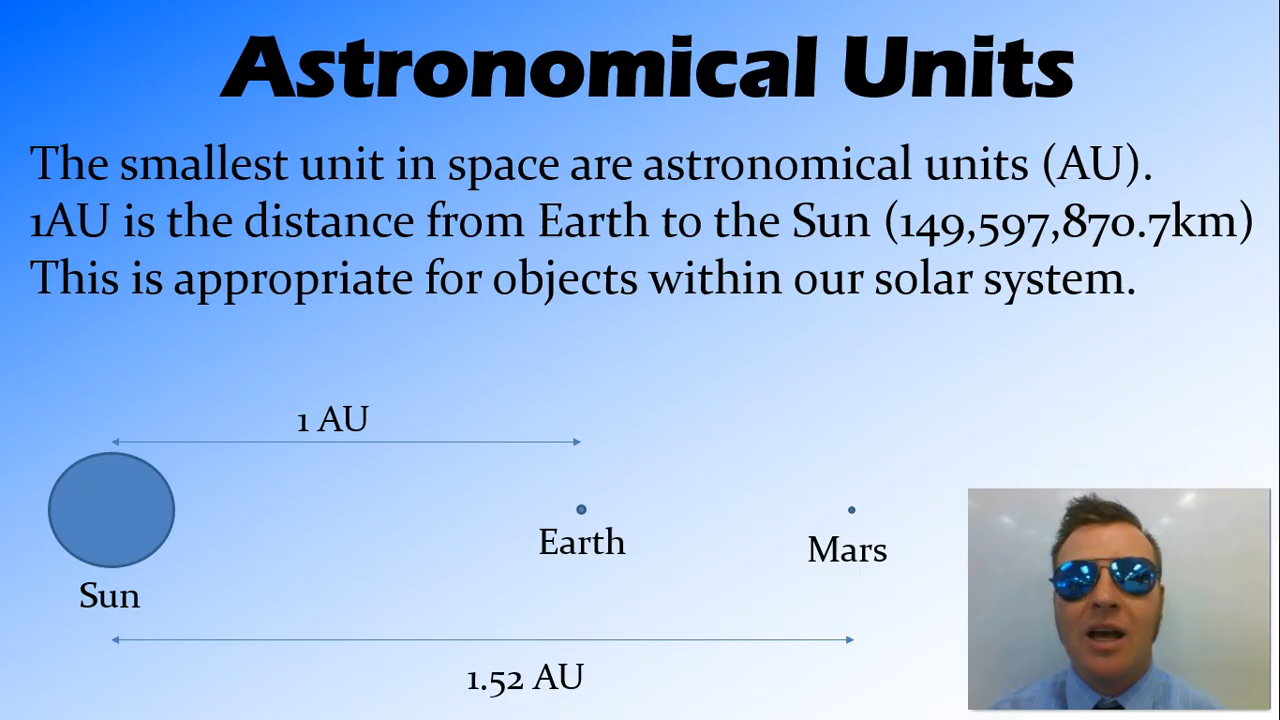 Astronomical Units
The smallest unit in space are astronomical units (AU).
1AU is the distance from Earth to the Sun (149,597,870.7km)
This is appropriate for objects within our solar system.
1 AU
Earth
Mars
Sun
1.52 AU